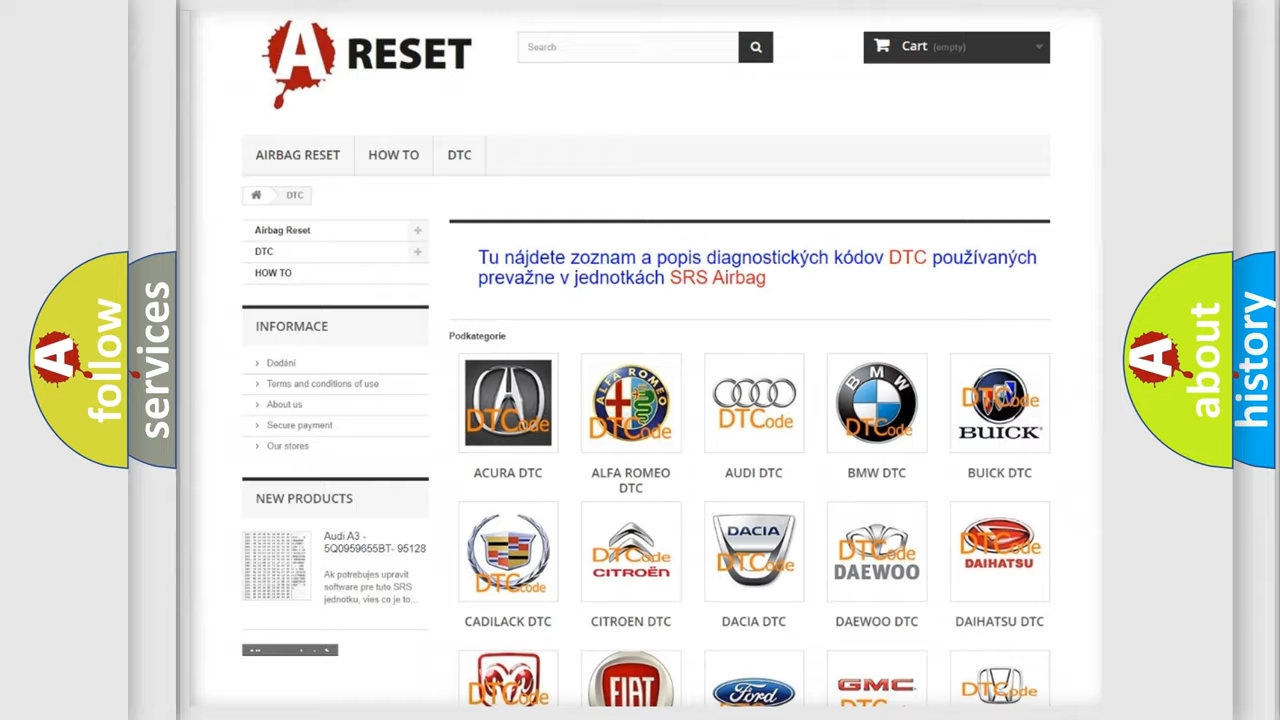 A RESET
Search
Cart (empty)
AIRBAG RESET
HOW TO
DTC
DTC
Airbag Reset
DTC
HOW TO
Tu nájdete zoznam a popis diagnostických kódov DTC používaných
prevažne v jednotkách SRS Airbag
INFORMACE
Dodání
Terms and conditions of use
About us
Secure payment
Our stores
NEW PRODUCTS
Audi A3 -
5Q0959655BT- 95128
Ak potrebujes upravit
software pre tuto SRS
jednotku, vies co je to...
Podkategorie
DTCode
ALFA ROMEO
DTCode
DTCode
BMW
DTCode
DTCode
BUICK
ACURA DTC
ALFA ROMEO
DTC
AUDI DTC
BMW DTC
BUICK DTC
DTCode
DTCode
CITROËN
DACIA
DTCode
DTCode
DAEWOO
DTCode
DAIHATSU
CADILACK DTC
CITROEN DTC
DACIA DTC
DAEWOO DTC
DAIHATSU DTC
DTCode
FIAT
Ford
GMC
DTCode
A follow
services
A about
history